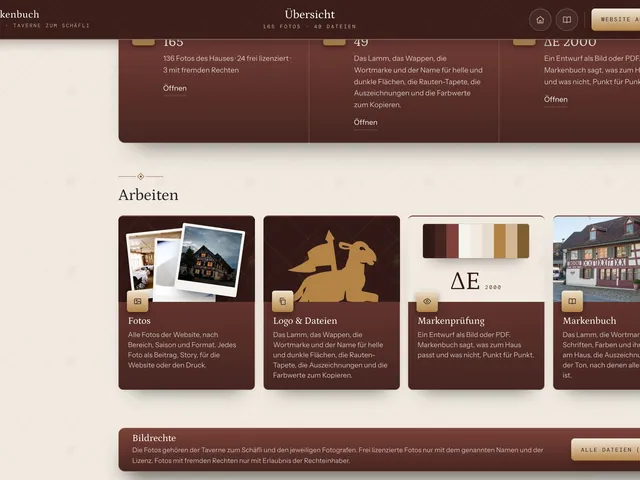 kenbuch
· TAVERNE ZUM SCHÄFLI
Übersicht
165 FOTOS · 49 DATEIEN
WEBSITE A
165
136 Fotos des Hauses · 24 frei lizenziert ·
3 mit fremden Rechten
Öffnen
49
Das Lamm, das Wappen, die
Wortmarke und der Name für helle und
dunkle Flächen, die Rauten-Tapete, die
Auszeichnungen und die Farbwerte
zum Kopieren.
Öffnen
ΔE 2000
Ein Entwurf als Bild oder PDF.
Markenbuch sagt, was zum H
und was nicht, Punkt für Punkt.
Öffnen
Arbeiten
Fotos
Alle Fotos der Website, nach
Bereich, Saison und Format. Jedes
Foto als Beitrag, Story, für die
Website oder den Druck.
Logo & Dateien
Das Lamm, das Wappen, die
Wortmarke und der Name für helle
und dunkle Flächen, die Rauten-
Tapete, die Auszeichnungen und die
Farbwerte zum Kopieren.
ΔE 2000
Markenprüfung
Ein Entwurf als Bild oder PDF.
Markenbuch sagt, was zum Haus
passt und was nicht, Punkt für Punkt.
Markenbuch
Das Lamm, die Wortm
Schriften, Farben und ihr
am Haus, die Auszeichnu
der Ton, nach denen alle
ist.
Bildrechte
Die Fotos gehören der Taverne zum Schäfli und den jeweiligen Fotografen. Frei lizenzierte Fotos nur mit dem genannten Namen und der
Lizenz. Fotos mit fremden Rechten nur mit Erlaubnis der Rechteinhaber.
ALLE DATEIEN (